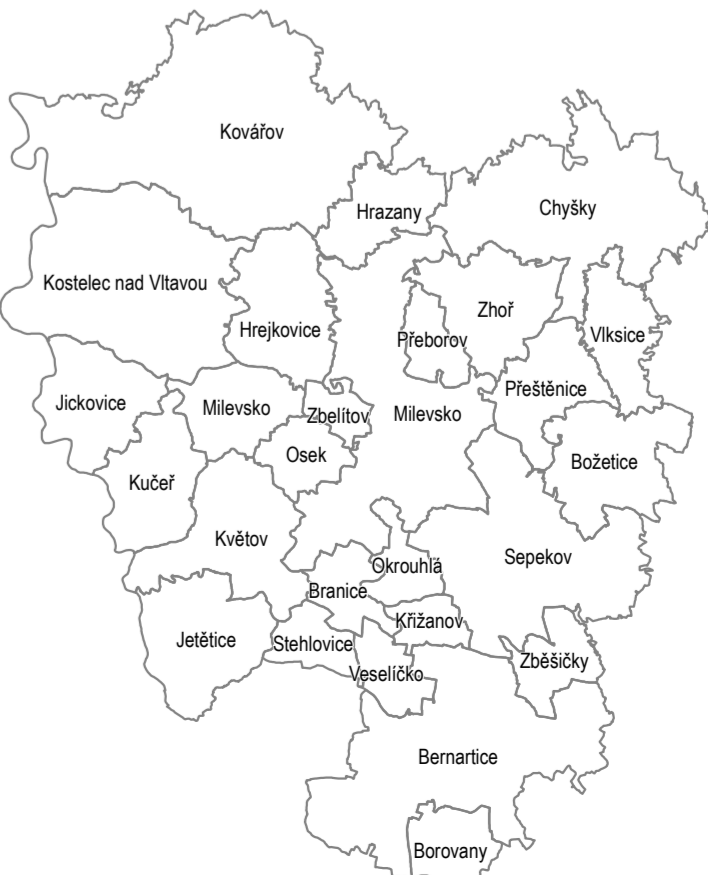 Kovářov
Hrazany
Chyšky
Kostelec nad Vltavou
Zhoř
Hrejkovice
Přeborov
Vlksice
Přeštěnice
Jickovice
Milevsko
Zbelítov
Milevsko
Osek
Božetice
Kučeř
Květov
Sepekov
Okrouhlá
Branice
Křižanov
Jetětice
Stehlovice
Zběšičky
Veselíčko
Bernartice
Borovany